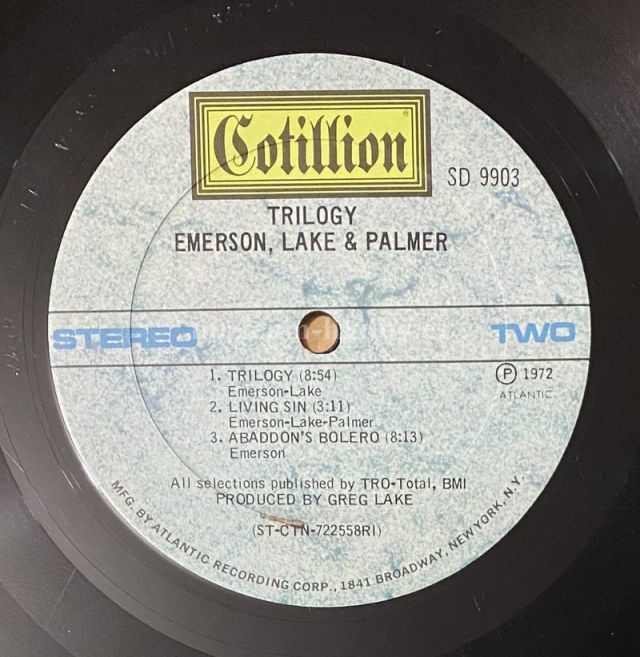 Cotillion
®
SD 9903
TRILOGY
EMERSON, LAKE & PALMER
STEREO
TWO
1. TRILOGY (8:54)
Emerson-Lake
2. LIVING SIN (3:11)
Emerson-Lake-Palmer
3. ABADDON'S BOLERO (8:13)
Emerson
Ⓟ 1972
ATLANTIC
All selections published by TRO-Total, BMI
PRODUCED BY GREG LAKE
(ST-CTN-722558RI)
MFG. BY ATLANTIC RECORDING CORP., 1841 BROADWAY, NEW YORK, N.Y.